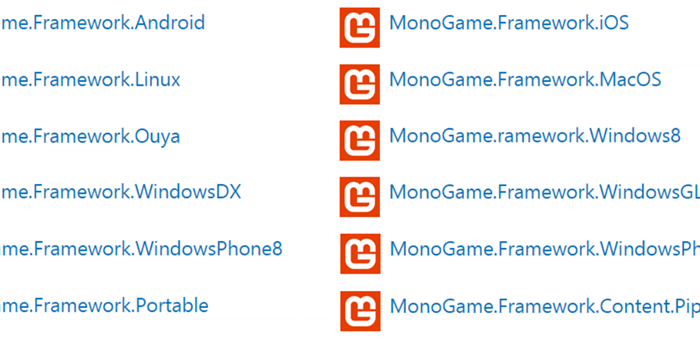 me.Framework.Android
MonoGame.Framework.iOS
me.Framework.Linux
MonoGame.Framework.MacOS
me.Framework.Ouya
MonoGame.ramework.Windows8
me.Framework.WindowsDX
MonoGame.Framework.WindowsGL
me.Framework.WindowsPhone8
MonoGame.Framework.WindowsPh
me.Framework.Portable
MonoGame.Framework.Content.Pip